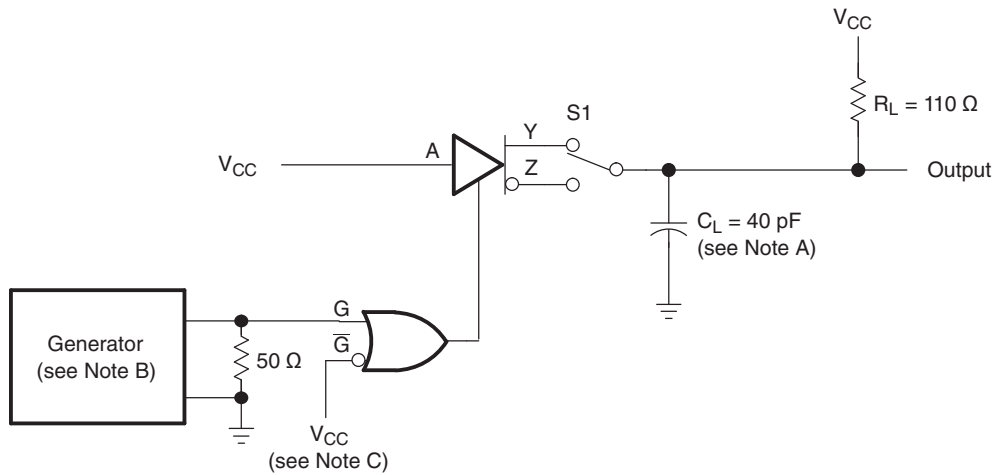 VCC
RL = 110 Ω
S1
Y
A
Z
VCC
Output
CL = 40 pF
(see Note A)
G
G̅
Generator
(see Note B)
50 Ω
VCC
(see Note C)